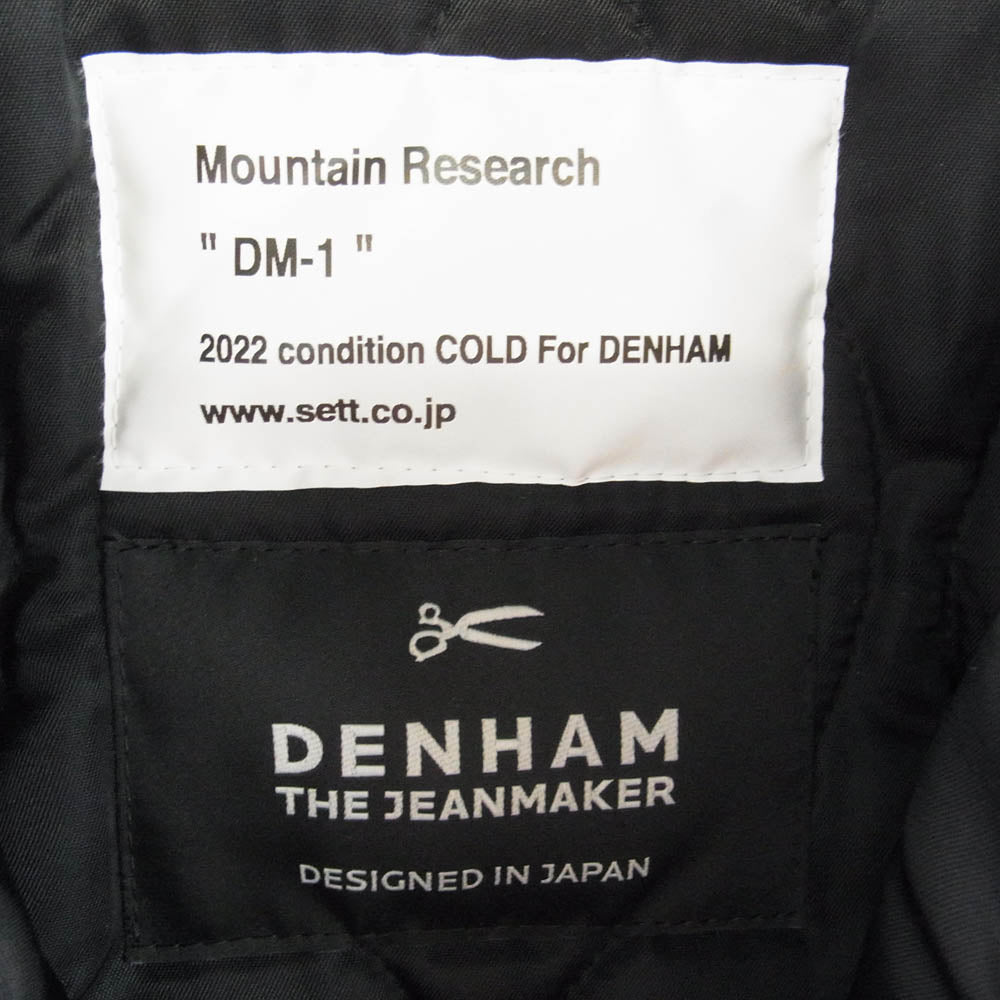 Mountain Research
" DM-1 "
2022 condition COLD For DENHAM
www.sett.co.jp
DENHAM
THE JEANMAKER
DESIGNED IN JAPAN